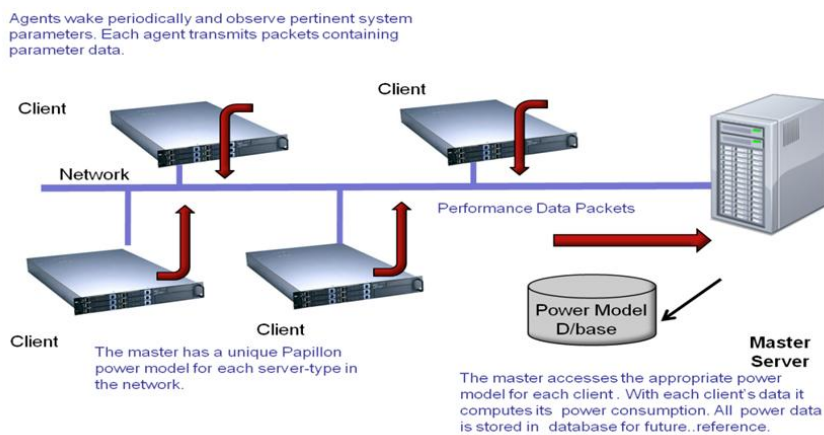 Agents wake periodically and observe pertinent system
parameters. Each agent transmits packets containing
parameter data.
Client
Client
Network
Performance Data Packets
Client
Client
Power Model
D/base
Master
Server
The master has a unique Papillon
power model for each server-type in
the network.
The master accesses the appropriate power
model for each client . With each client's data it
computes its power consumption. All power data
is stored in database for future..reference.